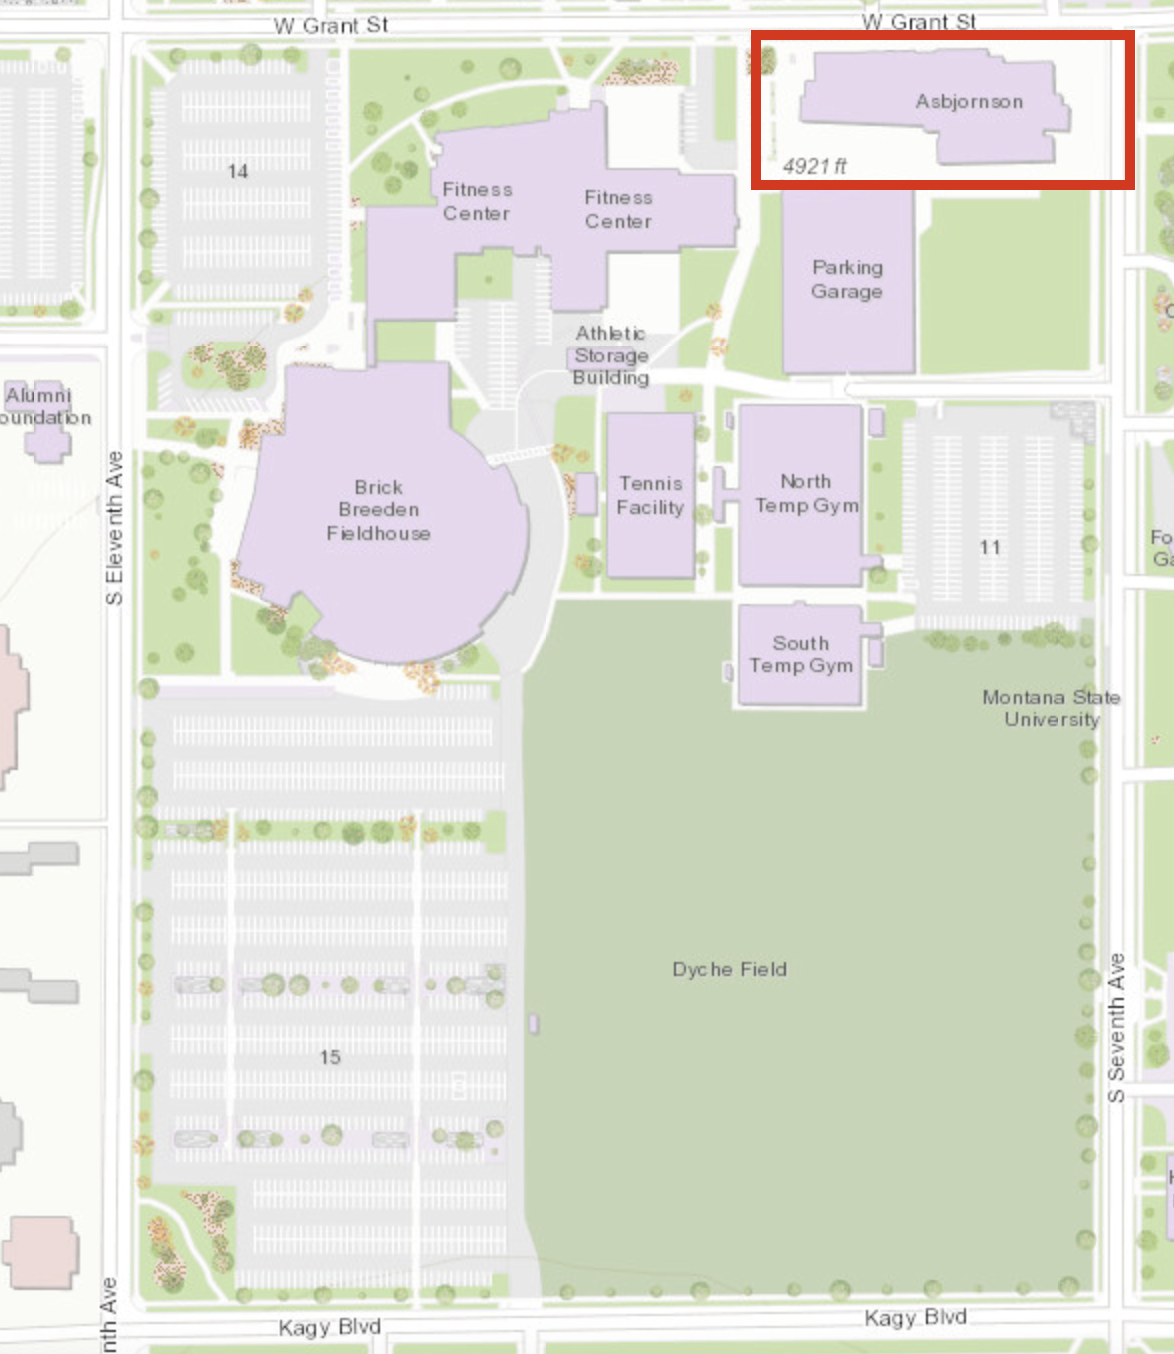 W Grant St
W Grant St
Asbjornson
4921 ft
14
Fitness
Center
Fitness
Center
Parking
Garage
Athletic
Storage
Building
Alumni
oundation
Brick
Breeden
Fieldhouse
Tennis
Facility
North
Temp Gym
11
South
Temp Gym
Montana State
University
S Eleventh Ave
Dyche Field
15
S Seventh Ave
nth Ave
Kagy Blvd
Kagy Blvd
Fo
Ga